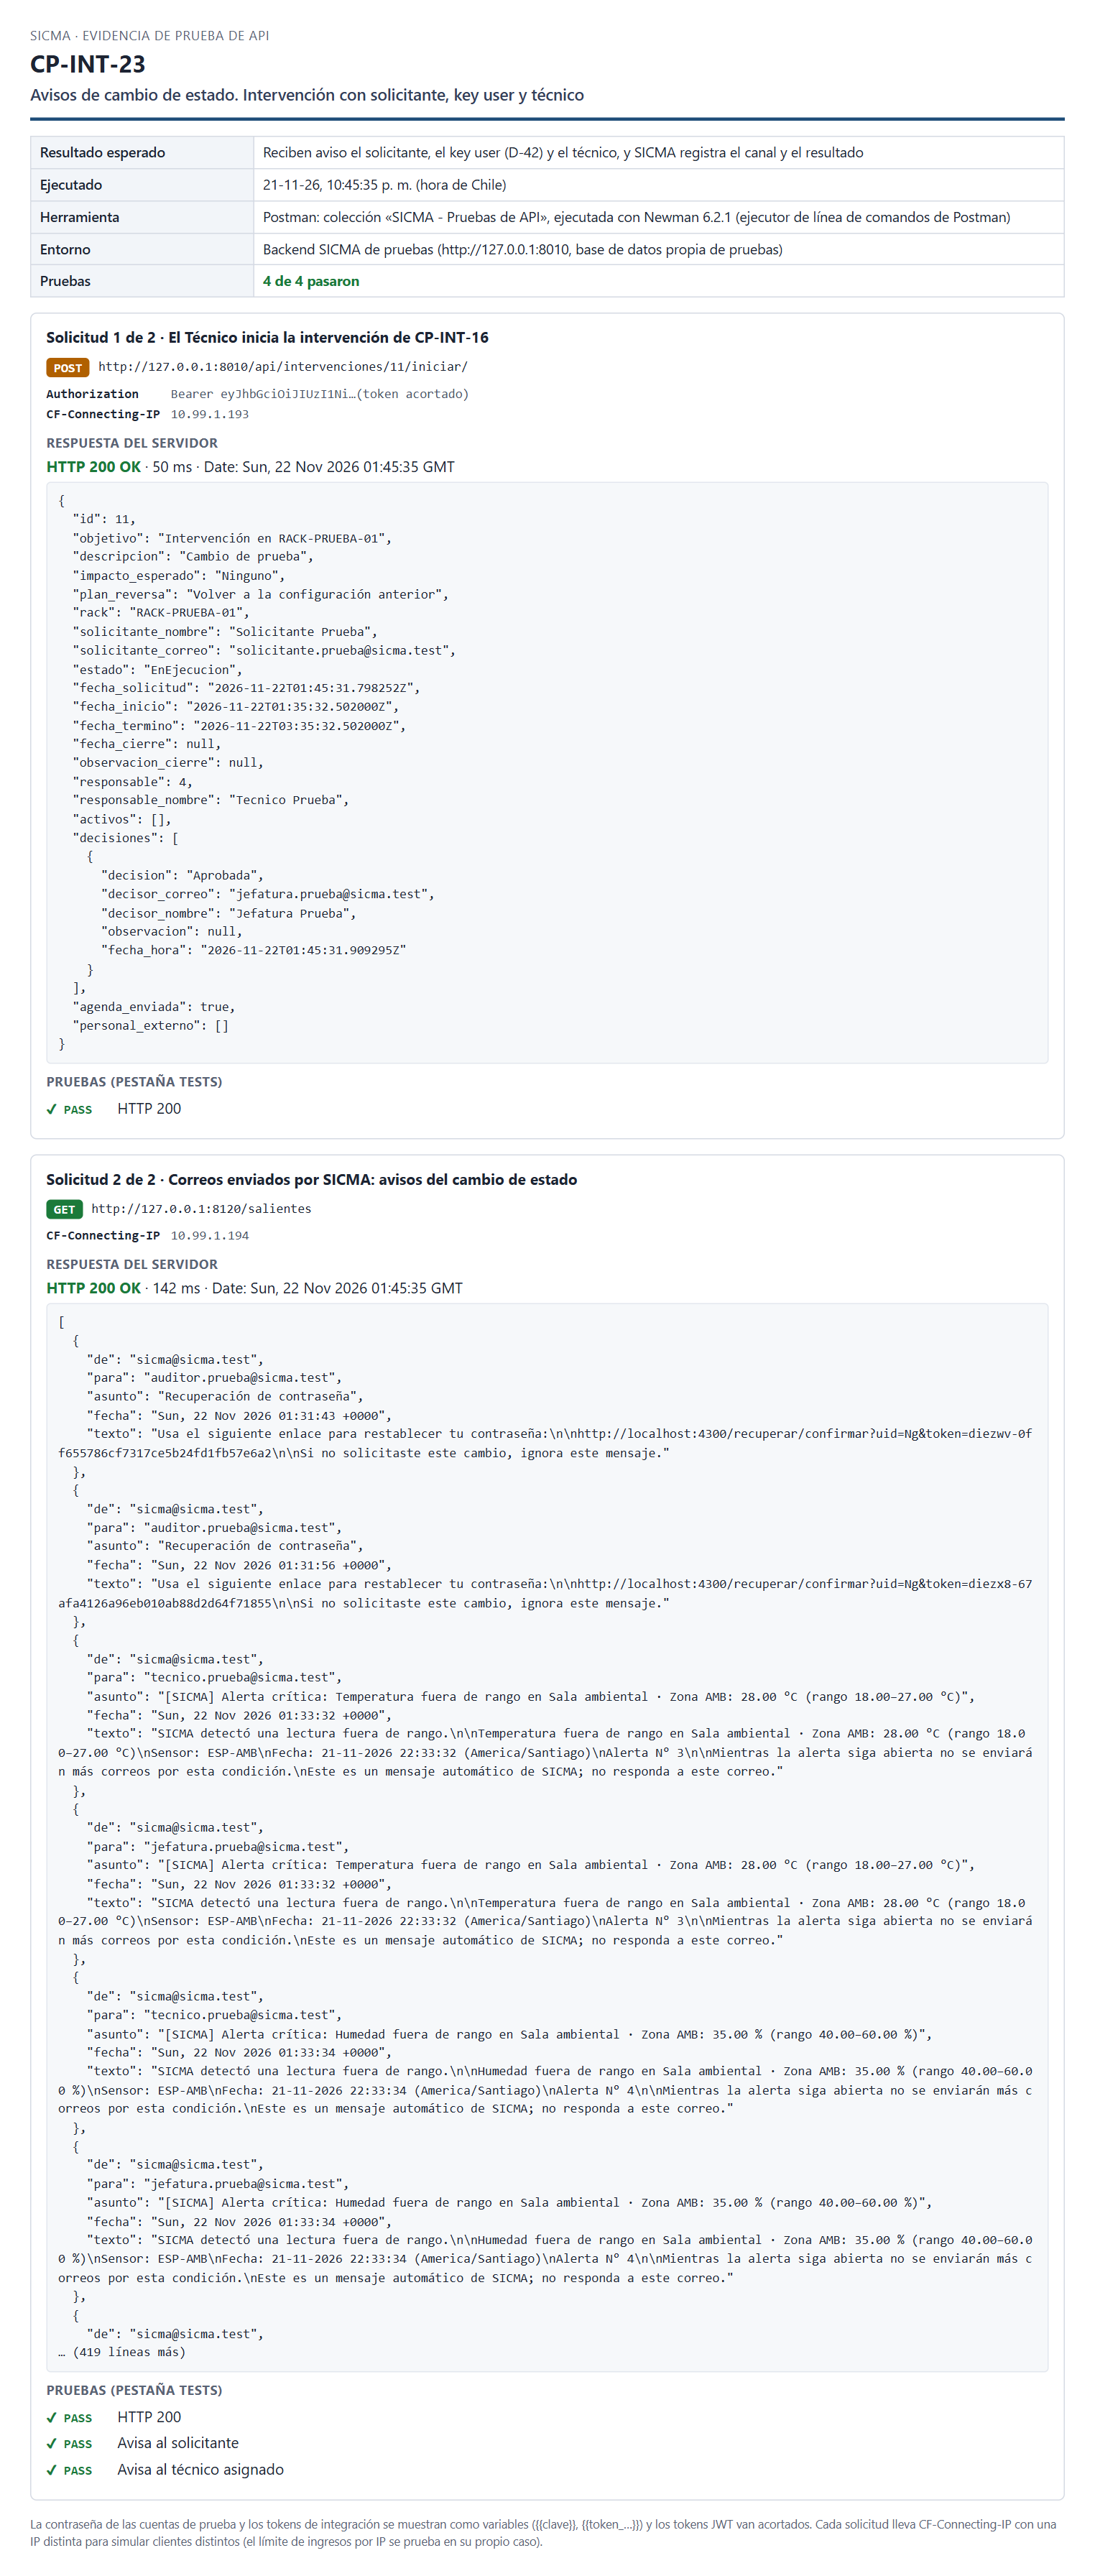 SICMA · EVIDENCIA DE PRUEBA DE API
CP-INT-23
Avisos de cambio de estado. Intervención con solicitante, key user y técnico
Resultado esperado Reciben aviso el solicitante, el key user (D-42) y el técnico, y SICMA registra el canal y el resultado
Ejecutado 21-11-26, 10:45:35 p. m. (hora de Chile)
Herramienta Postman: colección «SICMA - Pruebas de API», ejecutada con Newman 6.2.1 (ejecutor de línea de comandos de Postman)
Entorno Backend SICMA de pruebas (http://127.0.0.1:8010, base de datos propia de pruebas)
Pruebas 4 de 4 pasaron
Solicitud 1 de 2 · El Técnico inicia la intervención de CP-INT-16
POST http://127.0.0.1:8010/api/intervenciones/11/iniciar/
Authorization Bearer eyJhbGciOiJIUzI1Ni…(token acortado)
CF-Connecting-IP 10.99.1.193
RESPUESTA DEL SERVIDOR
HTTP 200 OK · 50 ms · Date: Sun, 22 Nov 2026 01:45:35 GMT
{
"id": 11,
"objetivo": "Intervención en RACK-PRUEBA-01",
"descripcion": "Cambio de prueba",
"impacto_esperado": "Ninguno",
"plan_reversa": "Volver a la configuración anterior",
"rack": "RACK-PRUEBA-01",
"solicitante_nombre": "Solicitante Prueba",
"solicitante_correo": "solicitante.prueba@sicma.test",
"estado": "EnEjecucion",
"fecha_solicitud": "2026-11-22T01:45:31.798252Z",
"fecha_inicio": "2026-11-22T01:35:32.502000Z",
"fecha_termino": "2026-11-22T03:35:32.502000Z",
"fecha_cierre": null,
"observacion_cierre": null,
"responsable": 4,
"responsable_nombre": "Tecnico Prueba",
"activos": [],
"decisiones": [
{
"decision": "Aprobada",
"decisor_correo": "jefatura.prueba@sicma.test",
"decisor_nombre": "Jefatura Prueba",
"observacion": null,
"fecha_hora": "2026-11-22T01:45:31.909295Z"
}
],
"agenda_enviada": true,
"personal_externo": []
}
PRUEBAS (PESTAÑA TESTS)
✔ PASS HTTP 200
Solicitud 2 de 2 · Correos enviados por SICMA: avisos del cambio de estado
GET http://127.0.0.1:8120/salientes
CF-Connecting-IP 10.99.1.194
RESPUESTA DEL SERVIDOR
HTTP 200 OK · 142 ms · Date: Sun, 22 Nov 2026 01:45:35 GMT
[
{
"de": "sicma@sicma.test",
"para": "auditor.prueba@sicma.test",
"asunto": "Recuperación de contraseña",
"fecha": "Sun, 22 Nov 2026 01:31:43 +0000",
"texto": "Usa el siguiente enlace para restablecer tu contraseña:\n\nhttp://localhost:4300/recuperar/confirmar?uid=Ng&token=diezwv-0f
f655786cf7317ce5b24fd1fb57e6a2\n\nSi no solicitaste este cambio, ignora este mensaje."
},
{
"de": "sicma@sicma.test",
"para": "auditor.prueba@sicma.test",
"asunto": "Recuperación de contraseña",
"fecha": "Sun, 22 Nov 2026 01:31:56 +0000",
"texto": "Usa el siguiente enlace para restablecer tu contraseña:\n\nhttp://localhost:4300/recuperar/confirmar?uid=Ng&token=diezx8-67
afa4126a96eb010ab88d2d64f71855\n\nSi no solicitaste este cambio, ignora este mensaje."
},
{
"de": "sicma@sicma.test",
"para": "tecnico.prueba@sicma.test",
"asunto": "[SICMA] Alerta crítica: Temperatura fuera de rango en Sala ambiental · Zona AMB: 28.00 °C (rango 18.00–27.00 °C)",
"fecha": "Sun, 22 Nov 2026 01:33:32 +0000",
"texto": "SICMA detectó una lectura fuera de rango.\n\nTemperatura fuera de rango en Sala ambiental · Zona AMB: 28.00 °C (rango 18.0
0–27.00 °C)\nSensor: ESP-AMB\nFecha: 21-11-2026 22:33:32 (America/Santiago)\nAlerta Nº 3\n\nMientras la alerta siga abierta no se enviará
n más correos por esta condición.\nEste es un mensaje automático de SICMA; no responda a este correo."
},
{
"de": "sicma@sicma.test",
"para": "jefatura.prueba@sicma.test",
"asunto": "[SICMA] Alerta crítica: Temperatura fuera de rango en Sala ambiental · Zona AMB: 28.00 °C (rango 18.00–27.00 °C)",
"fecha": "Sun, 22 Nov 2026 01:33:32 +0000",
"texto": "SICMA detectó una lectura fuera de rango.\n\nTemperatura fuera de rango en Sala ambiental · Zona AMB: 28.00 °C (rango 18.0
0–27.00 °C)\nSensor: ESP-AMB\nFecha: 21-11-2026 22:33:32 (America/Santiago)\nAlerta Nº 3\n\nMientras la alerta siga abierta no se enviará
n más correos por esta condición.\nEste es un mensaje automático de SICMA; no responda a este correo."
},
{
"de": "sicma@sicma.test",
"para": "tecnico.prueba@sicma.test",
"asunto": "[SICMA] Alerta crítica: Humedad fuera de rango en Sala ambiental · Zona AMB: 35.00 % (rango 40.00–60.00 %)",
"fecha": "Sun, 22 Nov 2026 01:33:34 +0000",
"texto": "SICMA detectó una lectura fuera de rango.\n\nHumedad fuera de rango en Sala ambiental · Zona AMB: 35.00 % (rango 40.00–60.0
0 %)\nSensor: ESP-AMB\nFecha: 21-11-2026 22:33:34 (America/Santiago)\nAlerta Nº 4\n\nMientras la alerta siga abierta no se enviarán más c
orreos por esta condición.\nEste es un mensaje automático de SICMA; no responda a este correo."
},
{
"de": "sicma@sicma.test",
"para": "jefatura.prueba@sicma.test",
"asunto": "[SICMA] Alerta crítica: Humedad fuera de rango en Sala ambiental · Zona AMB: 35.00 % (rango 40.00–60.00 %)",
"fecha": "Sun, 22 Nov 2026 01:33:34 +0000",
"texto": "SICMA detectó una lectura fuera de rango.\n\nHumedad fuera de rango en Sala ambiental · Zona AMB: 35.00 % (rango 40.00–60.0
0 %)\nSensor: ESP-AMB\nFecha: 21-11-2026 22:33:34 (America/Santiago)\nAlerta Nº 4\n\nMientras la alerta siga abierta no se enviarán más c
orreos por esta condición.\nEste es un mensaje automático de SICMA; no responda a este correo."
},
{
"de": "sicma@sicma.test",
… (419 líneas más)
PRUEBAS (PESTAÑA TESTS)
✔ PASS HTTP 200
✔ PASS Avisa al solicitante
✔ PASS Avisa al técnico asignado
La contraseña de las cuentas de prueba y los tokens de integración se muestran como variables ({{clave}}, {{token_…}}) y los tokens JWT van acortados. Cada solicitud lleva CF-Connecting-IP con una
IP distinta para simular clientes distintos (el límite de ingresos por IP se prueba en su propio caso).